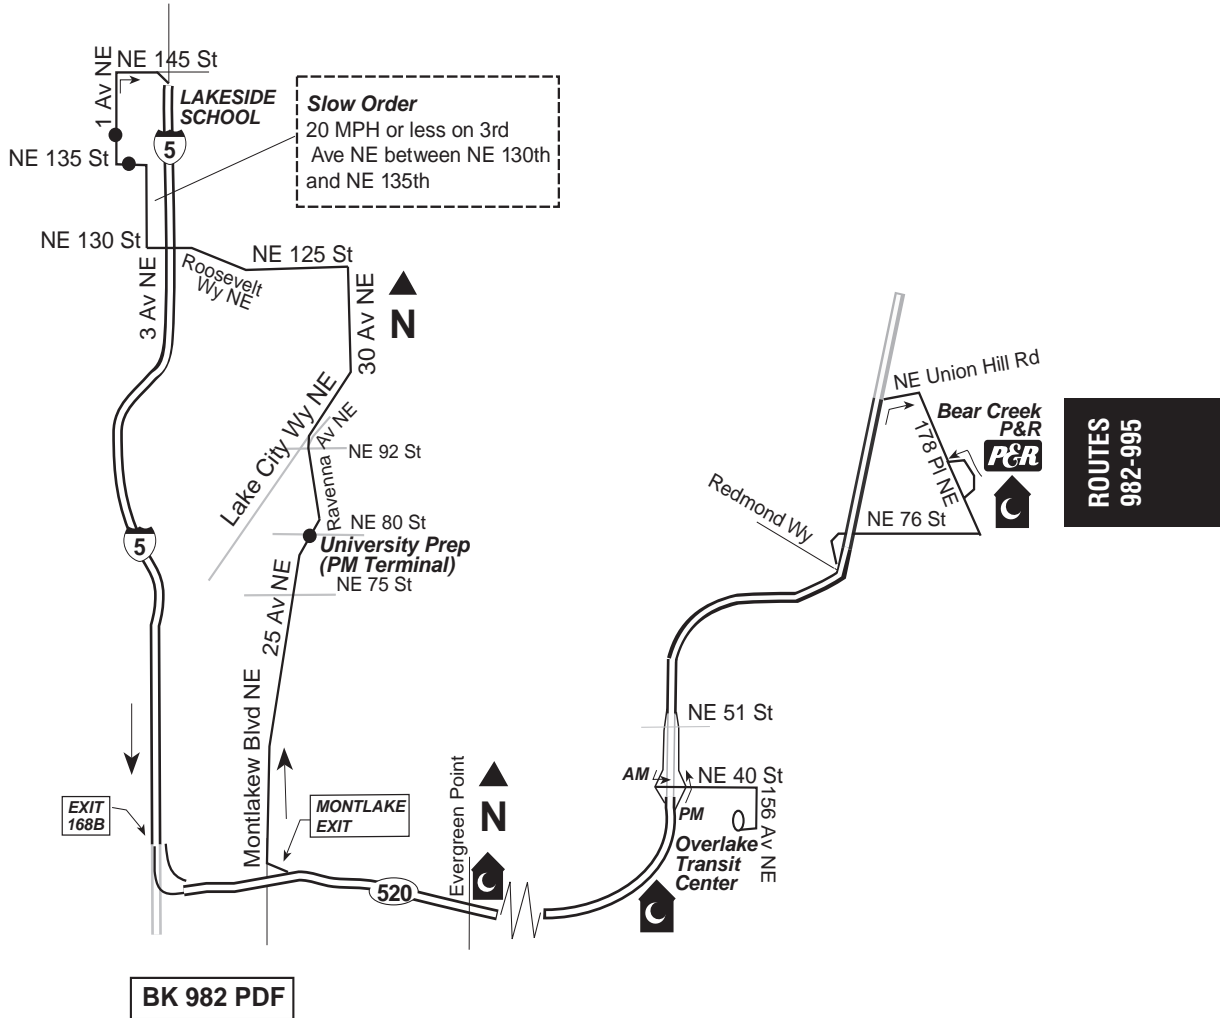 1 Av NE
NE 145 St
LAKESIDE
SCHOOL
5
NE 135 St
Slow Order
20 MPH or less on 3rd
Ave NE between NE 130th
and NE 135th
NE 130 St
NE 125 St
Roosevelt
Wy NE
3 Av NE
30 Av NE
N
Lake City Wy NE
Ravenna Av NE
NE 92 St
NE 80 St
University Prep
(PM Terminal)
NE 75 St
5
25 Av NE
Montlakew Blvd NE
EXIT
168B
MONTLAKE
EXIT
Evergreen Point
N
520
NE Union Hill Rd
Bear Creek
P&R
P&R
178 Pl NE
NE 76 St
Redmond Wy
NE 51 St
AM
NE 40 St
PM
156 Av NE
Overlake
Transit
Center
ROUTES
982-995
BK 982 PDF